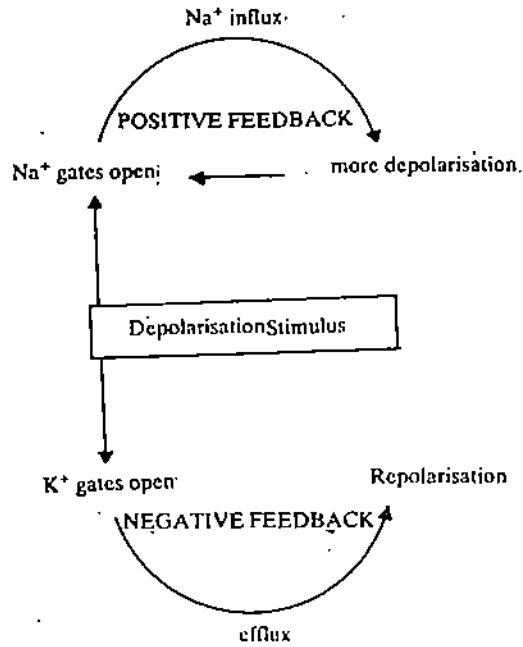 Na⁺ influx
POSITIVE FEEDBACK
Na⁺ gates open more depolarisation
DepolarisationStimulus
K⁺ gates open Repolarisation
NEGATIVE FEEDBACK
efflux